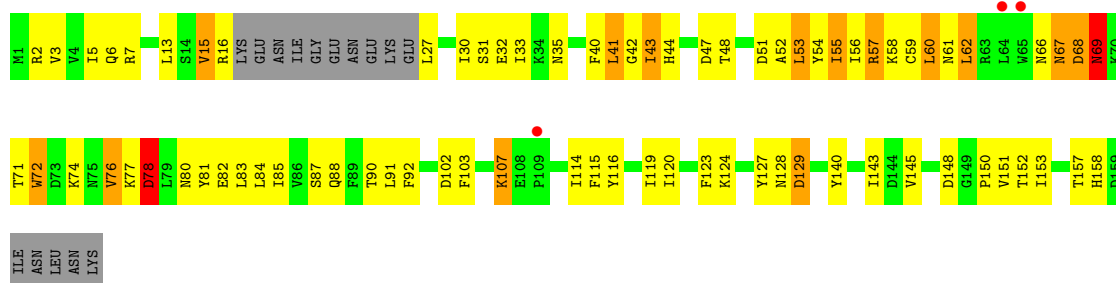 M1 R2 V3 V4 I5 Q6 R7 L13 S14 V15 R16 LYS GLU ASN ILE GLY GLU ASN GLU LYS GLU L27 I30 S31 E32 I33 K34 N35 F40 L41 G42 I43 H44 D47 T48 D51 A52 L53 Y54 I55 I56 R57 K58 C59 L60 N61 L62 R63 L64 W65 N66 N67 D68 N69 K70
T71 W72 D73 K74 N75 V76 K77 D78 L79 N80 Y81 E82 L83 L84 I85 V86 S87 Q88 F89 T90 L91 F92 D102 F103 K107 E108 P109 I114 F115 Y116 I119 I120 F123 K124 Y127 N128 D129 Y140 I143 D144 V145 D148 G149 P150 V151 T152 I153 T157 H158 D159
ILE ASN LEU ASN LYS